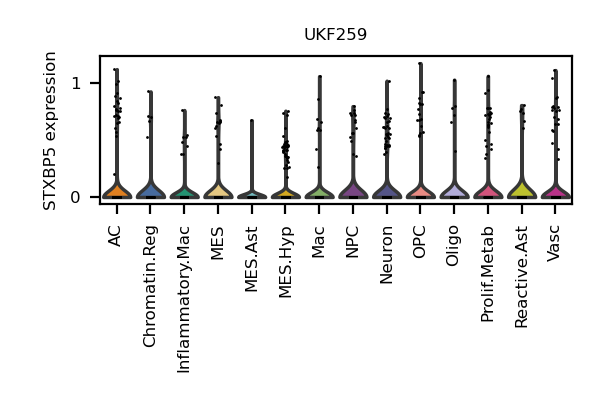 UKF259
STXBP5 expression
1
0
AC
Chromatin.Reg
Inflammatory.Mac
MES
MES.Ast
MES.Hyp
Mac
NPC
Neuron
OPC
Oligo
Prolif.Metab
Reactive.Ast
Vasc